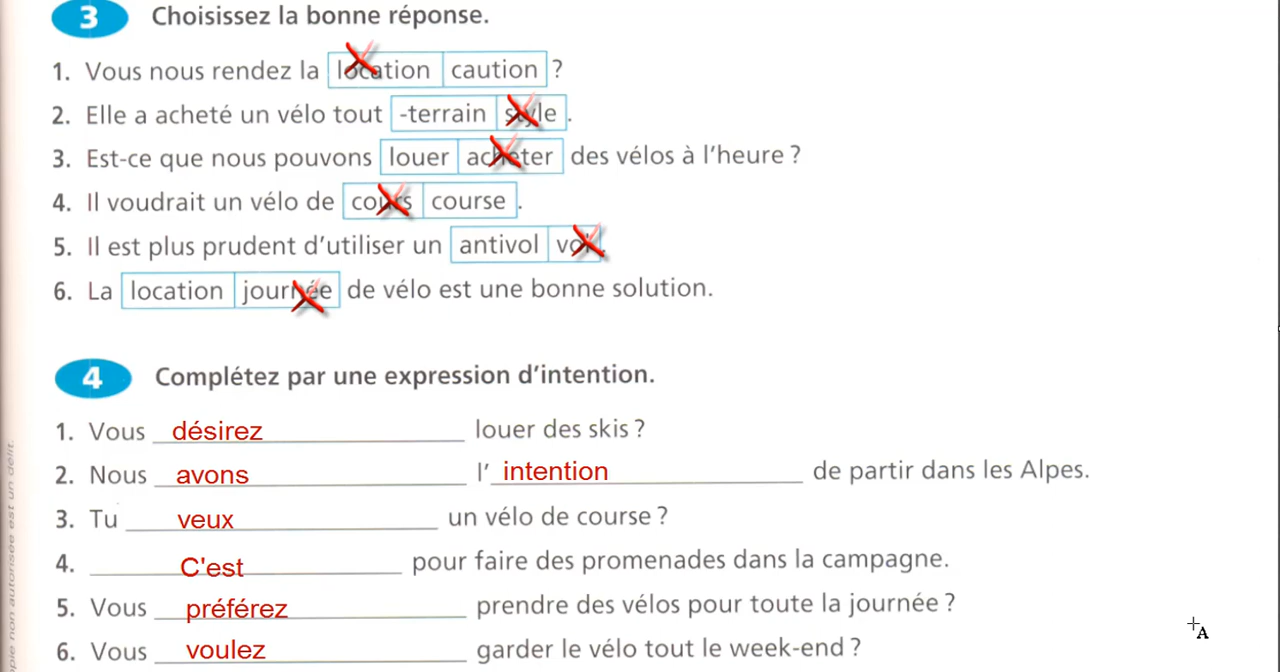 3 Choisissez la bonne réponse.
1. Vous nous rendez la location caution ?
2. Elle a acheté un vélo tout -terrain style .
3. Est-ce que nous pouvons louer acheter des vélos à l'heure ?
4. Il voudrait un vélo de cours course .
5. Il est plus prudent d'utiliser un antivol vol .
6. La location journée de vélo est une bonne solution.
4 Complétez par une expression d'intention.
1. Vous désirez louer des skis ?
2. Nous avons l' intention de partir dans les Alpes.
3. Tu veux un vélo de course ?
4. C'est pour faire des promenades dans la campagne.
5. Vous préférez prendre des vélos pour toute la journée ?
6. Vous voulez garder le vélo tout le week-end ?
non autorisée est un délit.
A